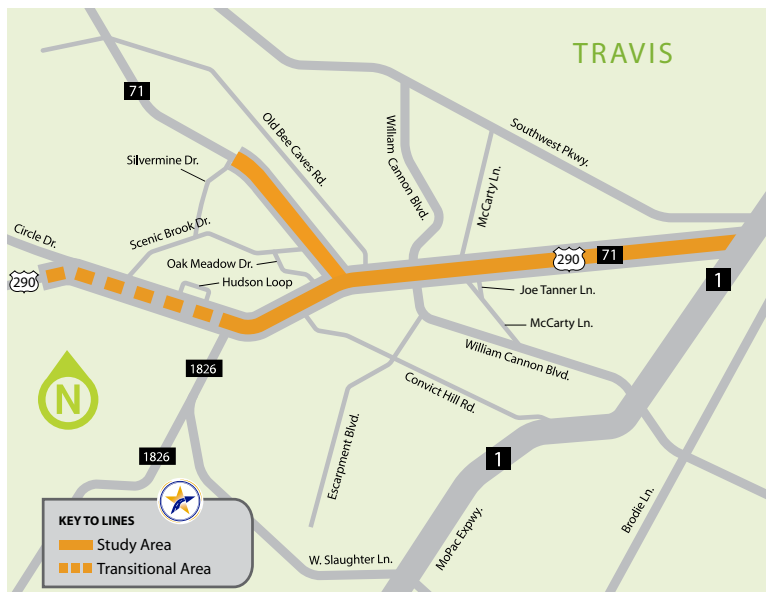 TRAVIS
71
Old Bee Caves Rd.
William Cannon Blvd.
Southwest Pkwy.
McCarty Ln.
Silvermine Dr.
Scenic Brook Dr.
Circle Dr.
Oak Meadow Dr.
Hudson Loop
290
290
71
1
Joe Tanner Ln.
McCarty Ln.
William Cannon Blvd.
1826
Convict Hill Rd.
N
Escarpment Blvd.
1826
1
Brodie Ln.
MoPac Expwy.
W. Slaughter Ln.
KEY TO LINES
Study Area
Transitional Area